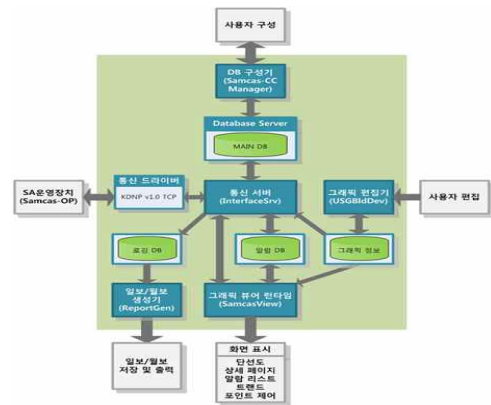 사용자 구성
DB 구성기
(Samcas-CC
Manager)
Database Server
MAIN DB
통신 드라이버
KDNP v1.0 TCP
SA운영장치
(Samcas-OP)
통신 서버
(InterfaceSrv)
그래픽 편집기
(USGBldDev)
사용자 편집
로깅 DB
알람 DB
그래픽 정보
일보/월보
생성기
(ReportGen)
그래픽 뷰어 런타임
(SamcasView)
일보/월보
저장 및 출력
화면 표시
단선도
상세 페이지
알람 리스트
트랜드
포인트 제어